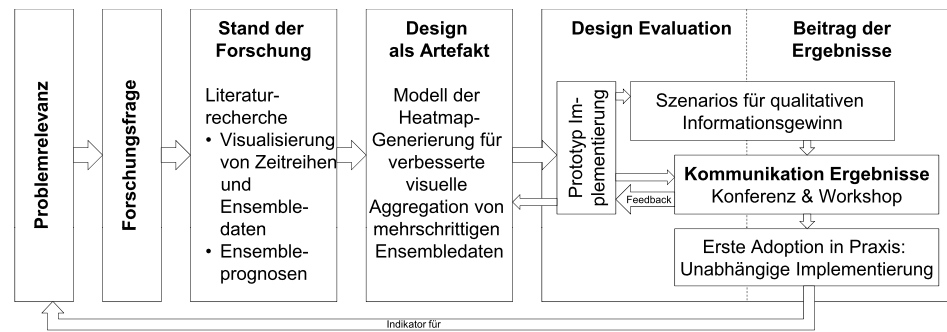 Problemrelevanz
Forschungsfrage
Stand der
Forschung
Literatur-
recherche
• Visualisierung
von Zeitreihen
und
Ensemble-
daten
• Ensemble-
prognosen
Design
als Artefakt
Modell der
Heatmap-
Generierung für
verbesserte
visuelle
Aggregation von
mehrschrittigen
Ensembledaten
Design Evaluation
Prototyp Im-
plementierung
Beitrag der
Ergebnisse
Szenarios für qualitativen
Informationsgewinn
Kommunikation Ergebnisse
Konferenz & Workshop
Feedback
Erste Adoption in Praxis:
Unabhängige Implementierung
Indikator für